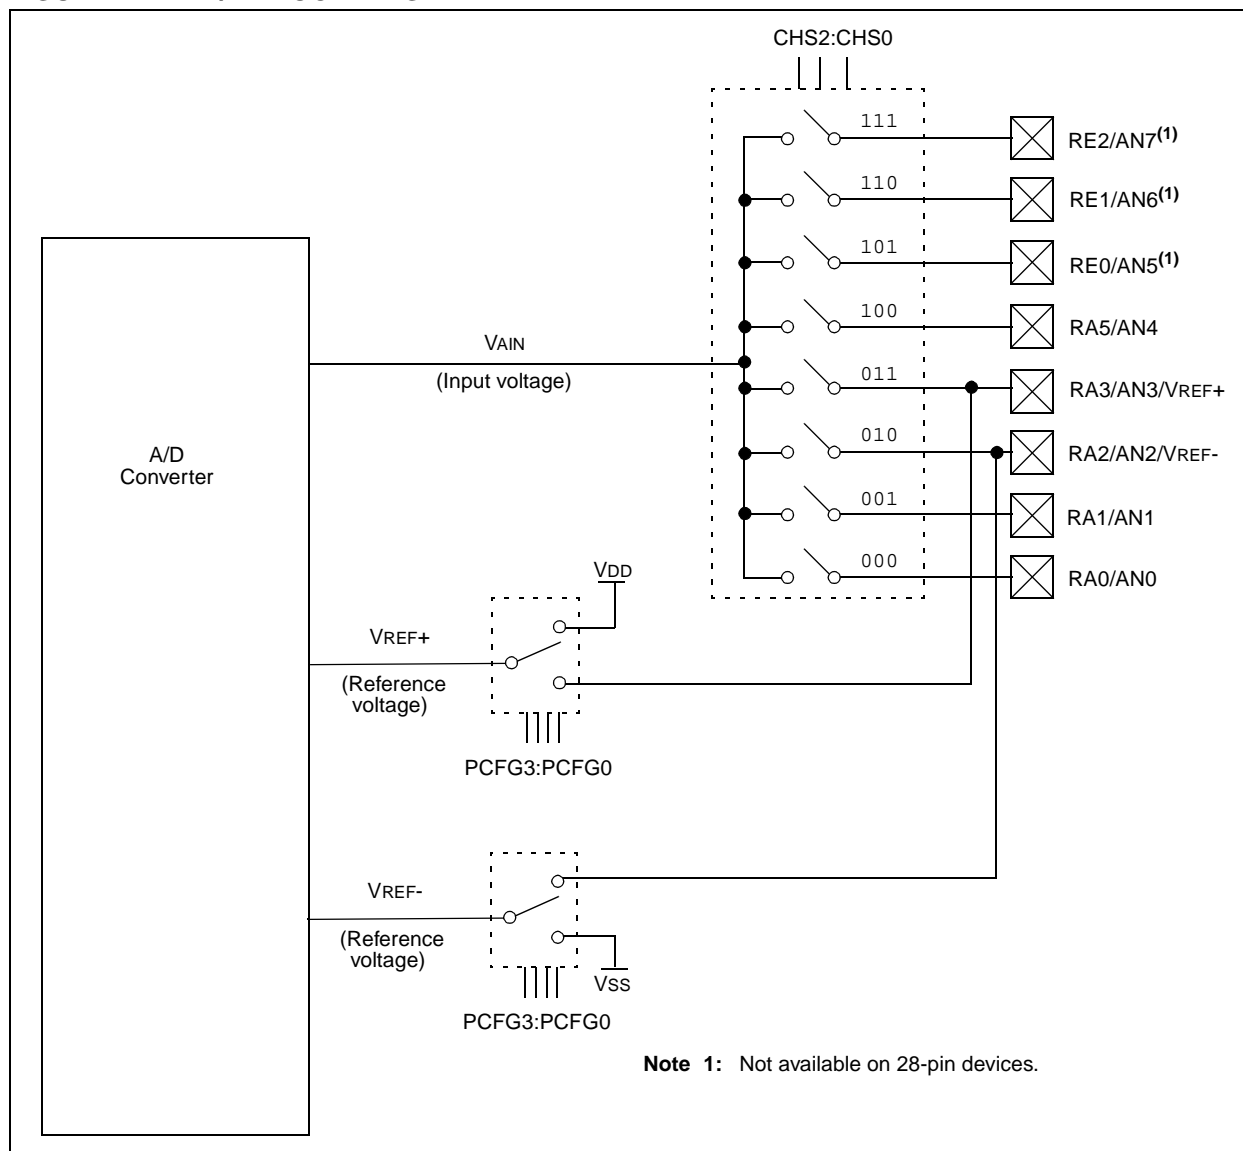 CHS2:CHS0
111
RE2/AN7(1)
110
RE1/AN6(1)
101
RE0/AN5(1)
100
RA5/AN4
VAIN
(Input voltage)
011
RA3/AN3/VREF+
010
RA2/AN2/VREF-
A/D
Converter
001
RA1/AN1
000
RA0/AN0
VDD
VREF+
(Reference
voltage)
PCFG3:PCFG0
VREF-
(Reference
voltage)
VSS
PCFG3:PCFG0
Note 1: Not available on 28-pin devices.